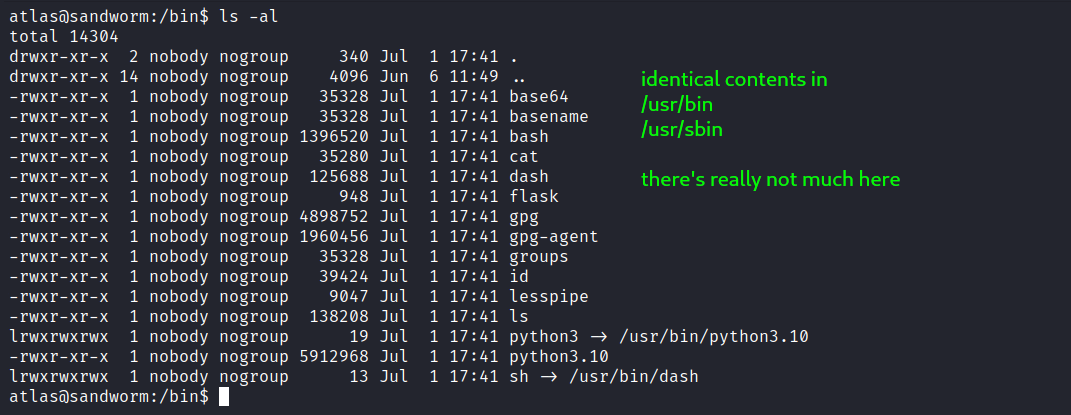 atlas@sandworm:/bin$ ls -al
total 14304
drwxr-xr-x  2 nobody nogroup     340 Jul  1 17:41 .
drwxr-xr-x 14 nobody nogroup    4096 Jun  6 11:49 ..
-rwxr-xr-x  1 nobody nogroup   35328 Jul  1 17:41 base64
-rwxr-xr-x  1 nobody nogroup   35328 Jul  1 17:41 basename
-rwxr-xr-x  1 nobody nogroup 1396520 Jul  1 17:41 bash
-rwxr-xr-x  1 nobody nogroup   35280 Jul  1 17:41 cat
-rwxr-xr-x  1 nobody nogroup  125688 Jul  1 17:41 dash
-rwxr-xr-x  1 nobody nogroup     948 Jul  1 17:41 flask
-rwxr-xr-x  1 nobody nogroup 4898752 Jul  1 17:41 gpg
-rwxr-xr-x  1 nobody nogroup 1960456 Jul  1 17:41 gpg-agent
-rwxr-xr-x  1 nobody nogroup   35328 Jul  1 17:41 groups
-rwxr-xr-x  1 nobody nogroup   39424 Jul  1 17:41 id
-rwxr-xr-x  1 nobody nogroup    9047 Jul  1 17:41 lesspipe
-rwxr-xr-x  1 nobody nogroup  138208 Jul  1 17:41 ls
lrwxrwxrwx  1 nobody nogroup      19 Jul  1 17:41 python3 -> /usr/bin/python3.10
-rwxr-xr-x  1 nobody nogroup 5912968 Jul  1 17:41 python3.10
lrwxrwxrwx  1 nobody nogroup      13 Jul  1 17:41 sh -> /usr/bin/dash
atlas@sandworm:/bin$
identical contents in
/usr/bin
/usr/sbin
there's really not much here